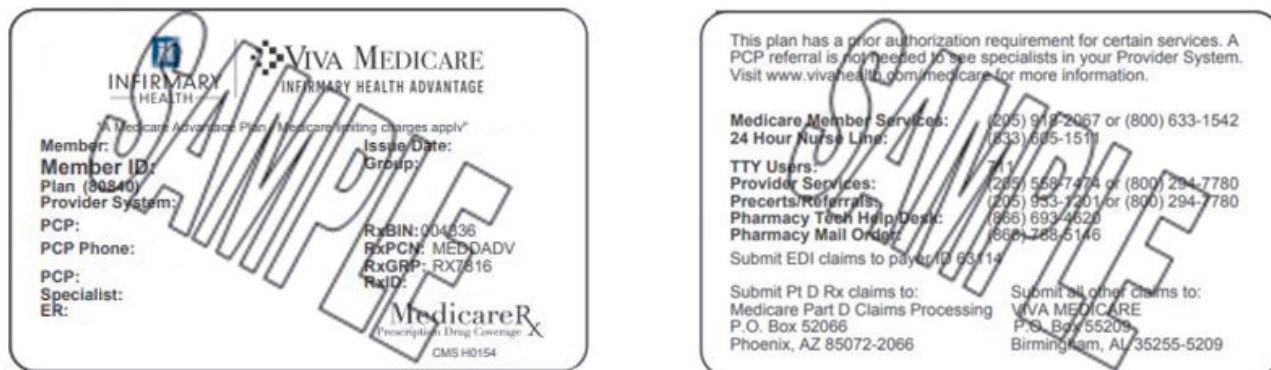 INFIRMARY
HEALTH
VIVA MEDICARE
INFIRMARY HEALTH ADVANTAGE
"A Medicare Advantage Plan - Medicare limiting charges apply"
Member:
Issue Date:
Member ID:
Group:
Plan (80840)
Provider System:
PCP:
RxBIN: 004336
PCP Phone:
RxPCN: MEDDADV
RxGRP: RX7816
PCP:
RxID:
Specialist:
ER:
MedicareRx
Prescription Drug Coverage
CMS H0154
SAMPLE
This plan has a prior authorization requirement for certain services. A
PCP referral is not needed to see specialists in your Provider System.
Visit www.vivahealth.com/medicare for more information.
Medicare Member Services: (205) 918-2067 or (800) 633-1542
24 Hour Nurse Line: (833) 605-1511
TTY Users: 711
Provider Services: (205) 558-7474 or (800) 294-7780
Precerts/Referrals: (205) 933-1201 or (800) 294-7780
Pharmacy Tech Help Desk: (866) 693-4620
Pharmacy Mail Order: (866) 788-5146
Submit EDI claims to payer ID 63114
Submit Pt D Rx claims to:
Medicare Part D Claims Processing
P.O. Box 52066
Phoenix, AZ 85072-2066
Submit all other claims to:
VIVA MEDICARE
P.O. Box 55209
Birmingham, AL 35255-5209
SAMPLE